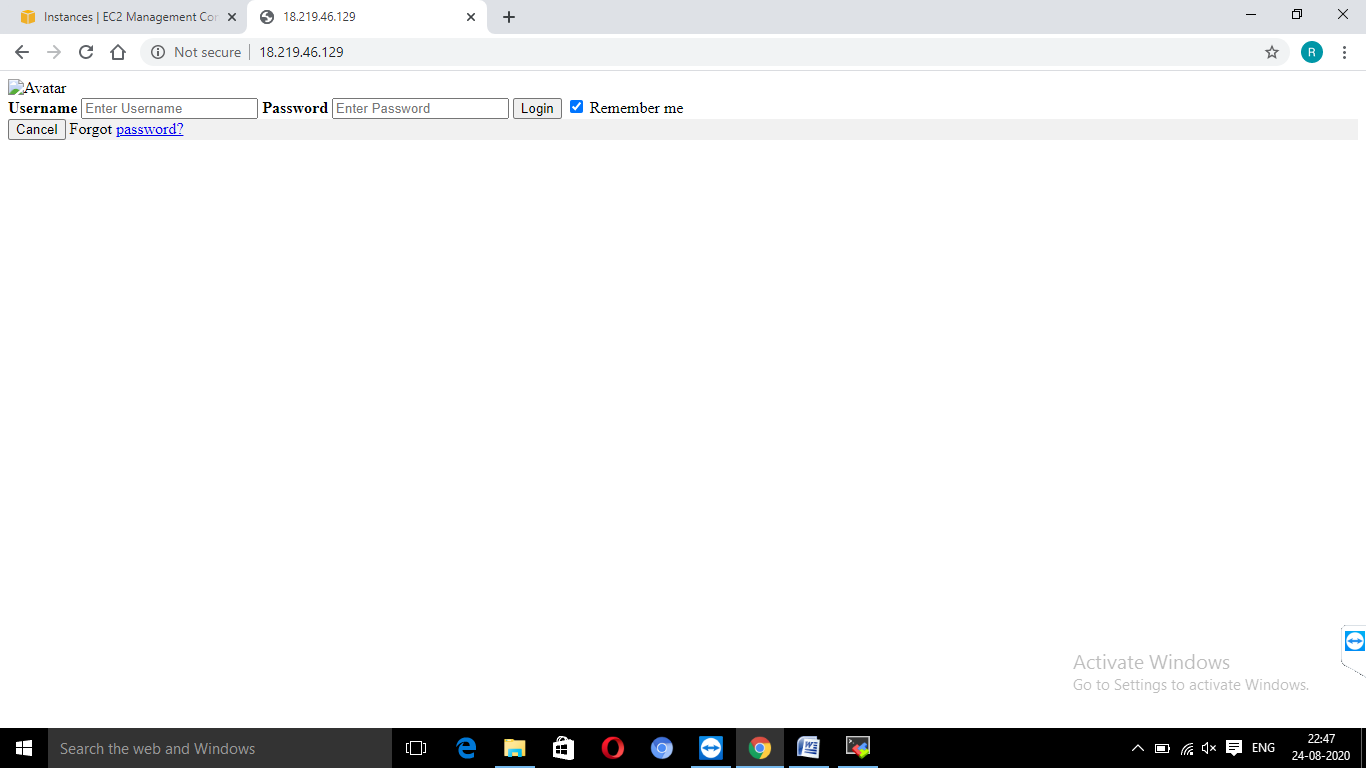 Instances | EC2 Management Con
18.219.46.129
Not secure 18.219.46.129
R
Avatar
Username Enter Username Password Enter Password Login Remember me
Cancel Forgot password?
Activate Windows
Go to Settings to activate Windows.
Search the web and Windows
ENG
22:47
24-08-2020